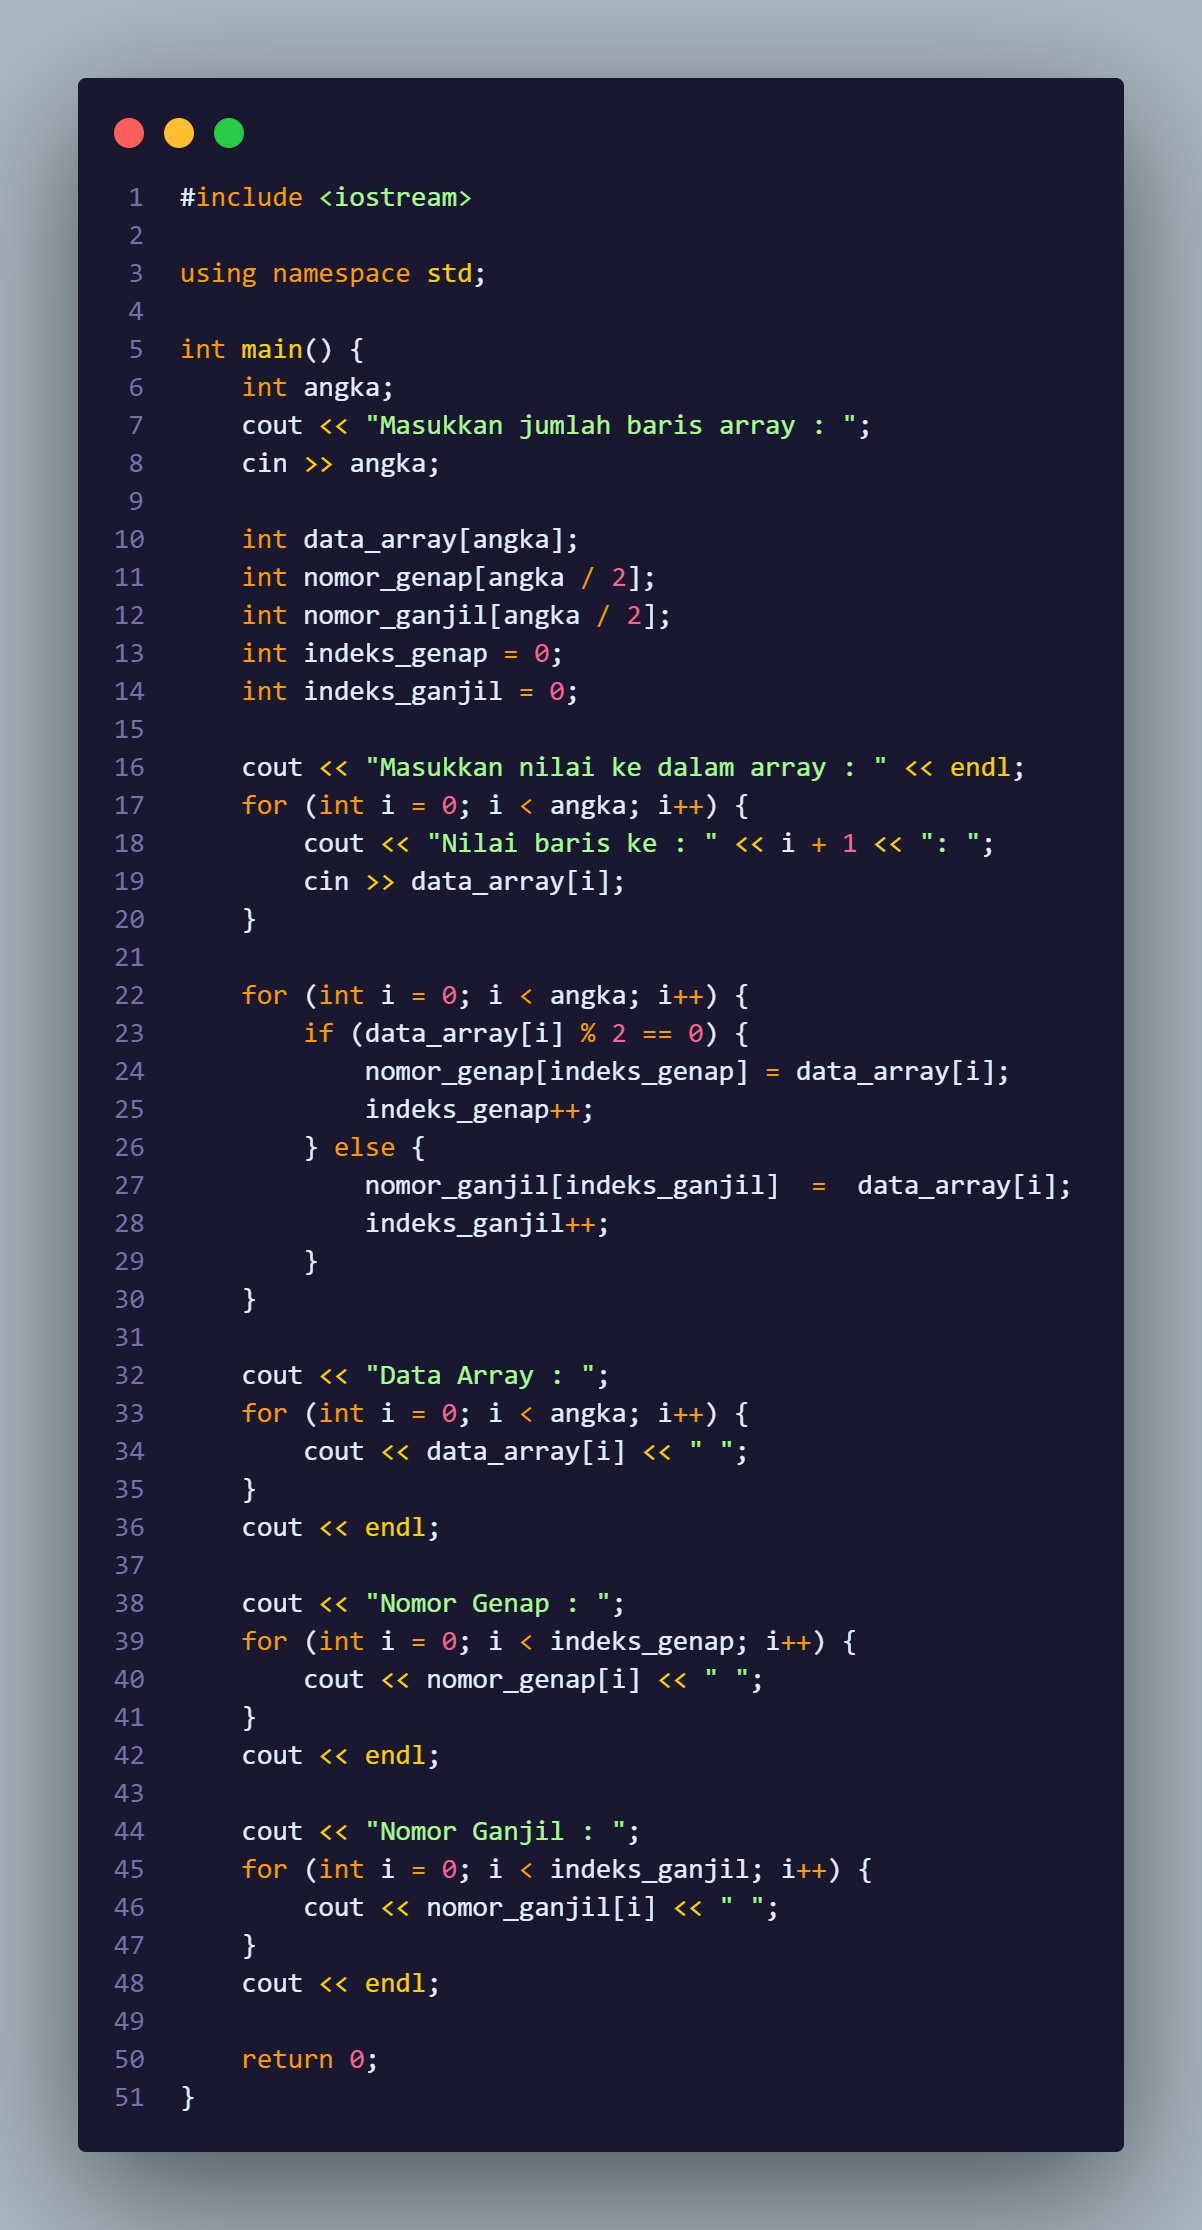 1 #include <iostream>
2
3 using namespace std;
4
5 int main() {
6     int angka;
7     cout << "Masukkan jumlah baris array : ";
8     cin >> angka;
9
10     int data_array[angka];
11     int nomor_genap[angka / 2];
12     int nomor_ganjil[angka / 2];
13     int indeks_genap = 0;
14     int indeks_ganjil = 0;
15
16     cout << "Masukkan nilai ke dalam array : " << endl;
17     for (int i = 0; i < angka; i++) {
18         cout << "Nilai baris ke : " << i + 1 << ": ";
19         cin >> data_array[i];
20     }
21
22     for (int i = 0; i < angka; i++) {
23         if (data_array[i] % 2 == 0) {
24             nomor_genap[indeks_genap] = data_array[i];
25             indeks_genap++;
26         } else {
27             nomor_ganjil[indeks_ganjil]  =  data_array[i];
28             indeks_ganjil++;
29         }
30     }
31
32     cout << "Data Array : ";
33     for (int i = 0; i < angka; i++) {
34         cout << data_array[i] << " ";
35     }
36     cout << endl;
37
38     cout << "Nomor Genap : ";
39     for (int i = 0; i < indeks_genap; i++) {
40         cout << nomor_genap[i] << " ";
41     }
42     cout << endl;
43
44     cout << "Nomor Ganjil : ";
45     for (int i = 0; i < indeks_ganjil; i++) {
46         cout << nomor_ganjil[i] << " ";
47     }
48     cout << endl;
49
50     return 0;
51 }